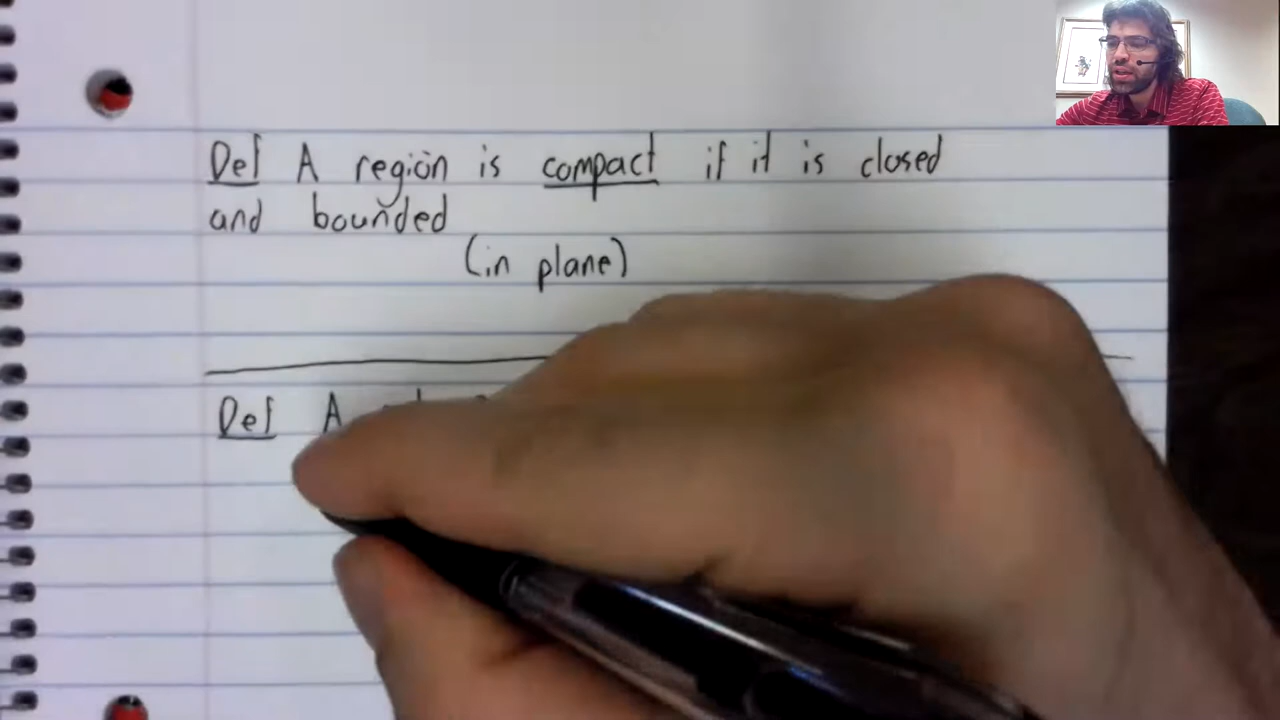 Def A region is compact if it is closed
and bounded
(in plane)
Def A